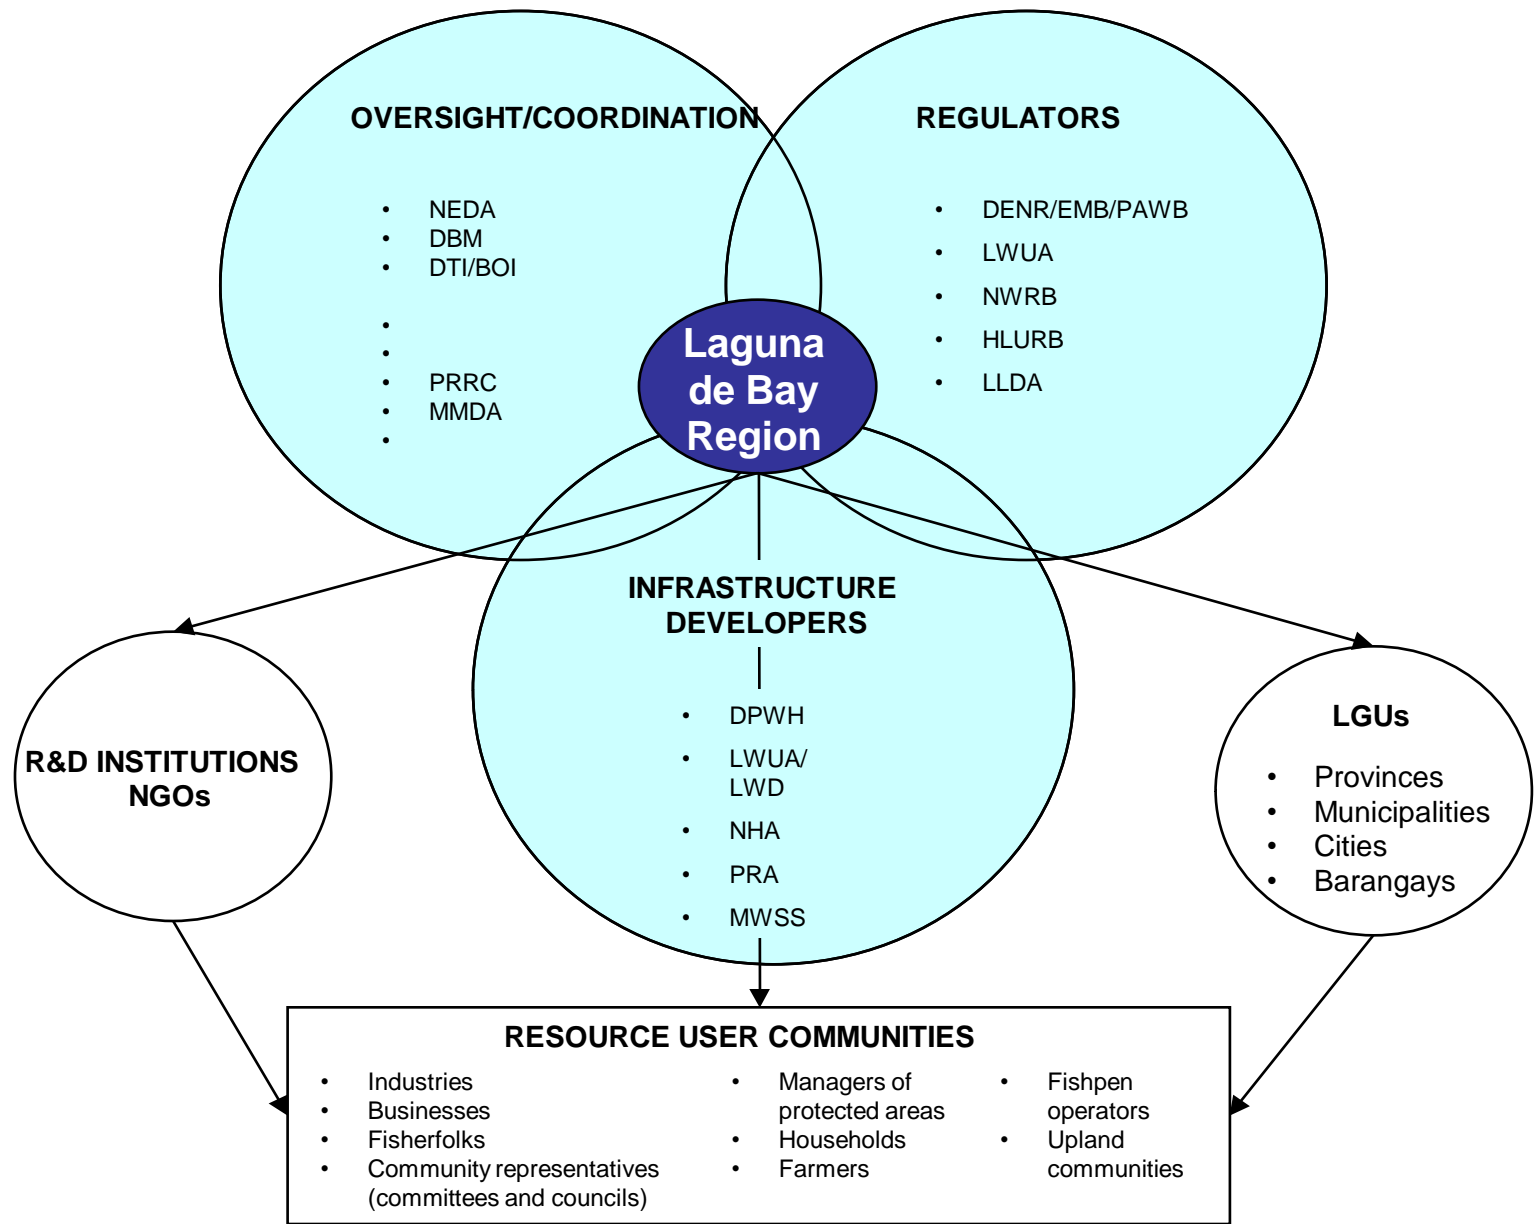 OVERSIGHT/COORDINATION
• NEDA
• DBM
• DTI/BOI
•
•
• PRRC
• MMDA
•
REGULATORS
• DENR/EMB/PAWB
• LWUA
• NWRB
• HLURB
• LLDA
Laguna
de Bay
Region
INFRASTRUCTURE
DEVELOPERS
• DPWH
• LWUA/
LWD
• NHA
• PRA
• MWSS
R&D INSTITUTIONS
NGOs
LGUs
• Provinces
• Municipalities
• Cities
• Barangays
RESOURCE USER COMMUNITIES
• Industries
• Businesses
• Fisherfolks
• Community representatives
(committees and councils)
• Managers of
protected areas
• Households
• Farmers
• Fishpen
operators
• Upland
communities